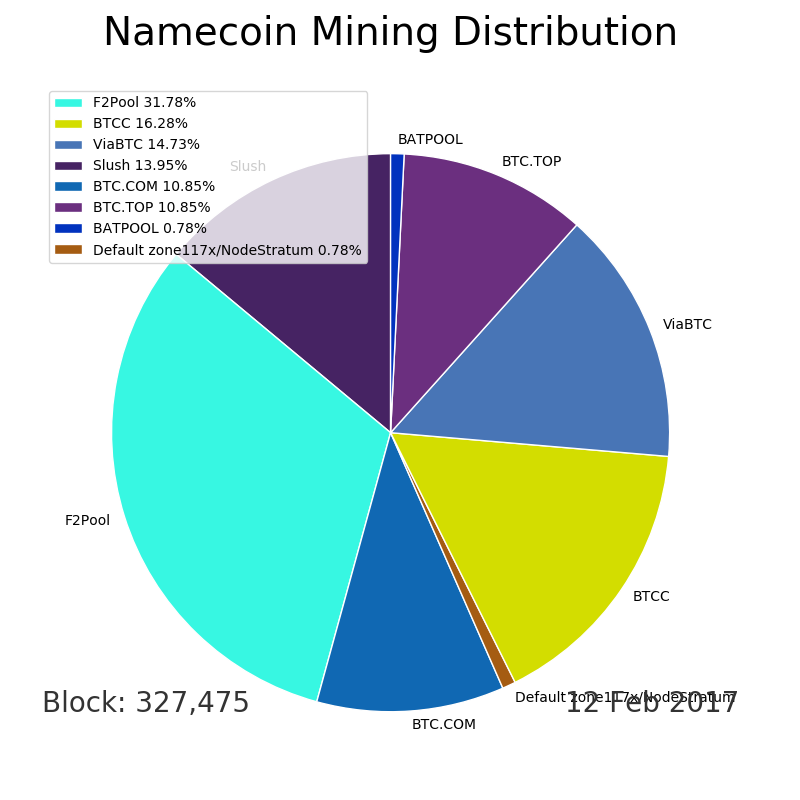 Namecoin Mining Distribution
F2Pool 31.78%
BTCC 16.28%
ViaBTC 14.73%
Slush 13.95%
BTC.COM 10.85%
BTC.TOP 10.85%
BATPOOL 0.78%
Default zone117x/NodeStratum 0.78%
Slush
BATPOOL
BTC.TOP
ViaBTC
F2Pool
BTCC
Default zone117x/NodeStratum
Block: 327,475
12 Feb 2017
BTC.COM